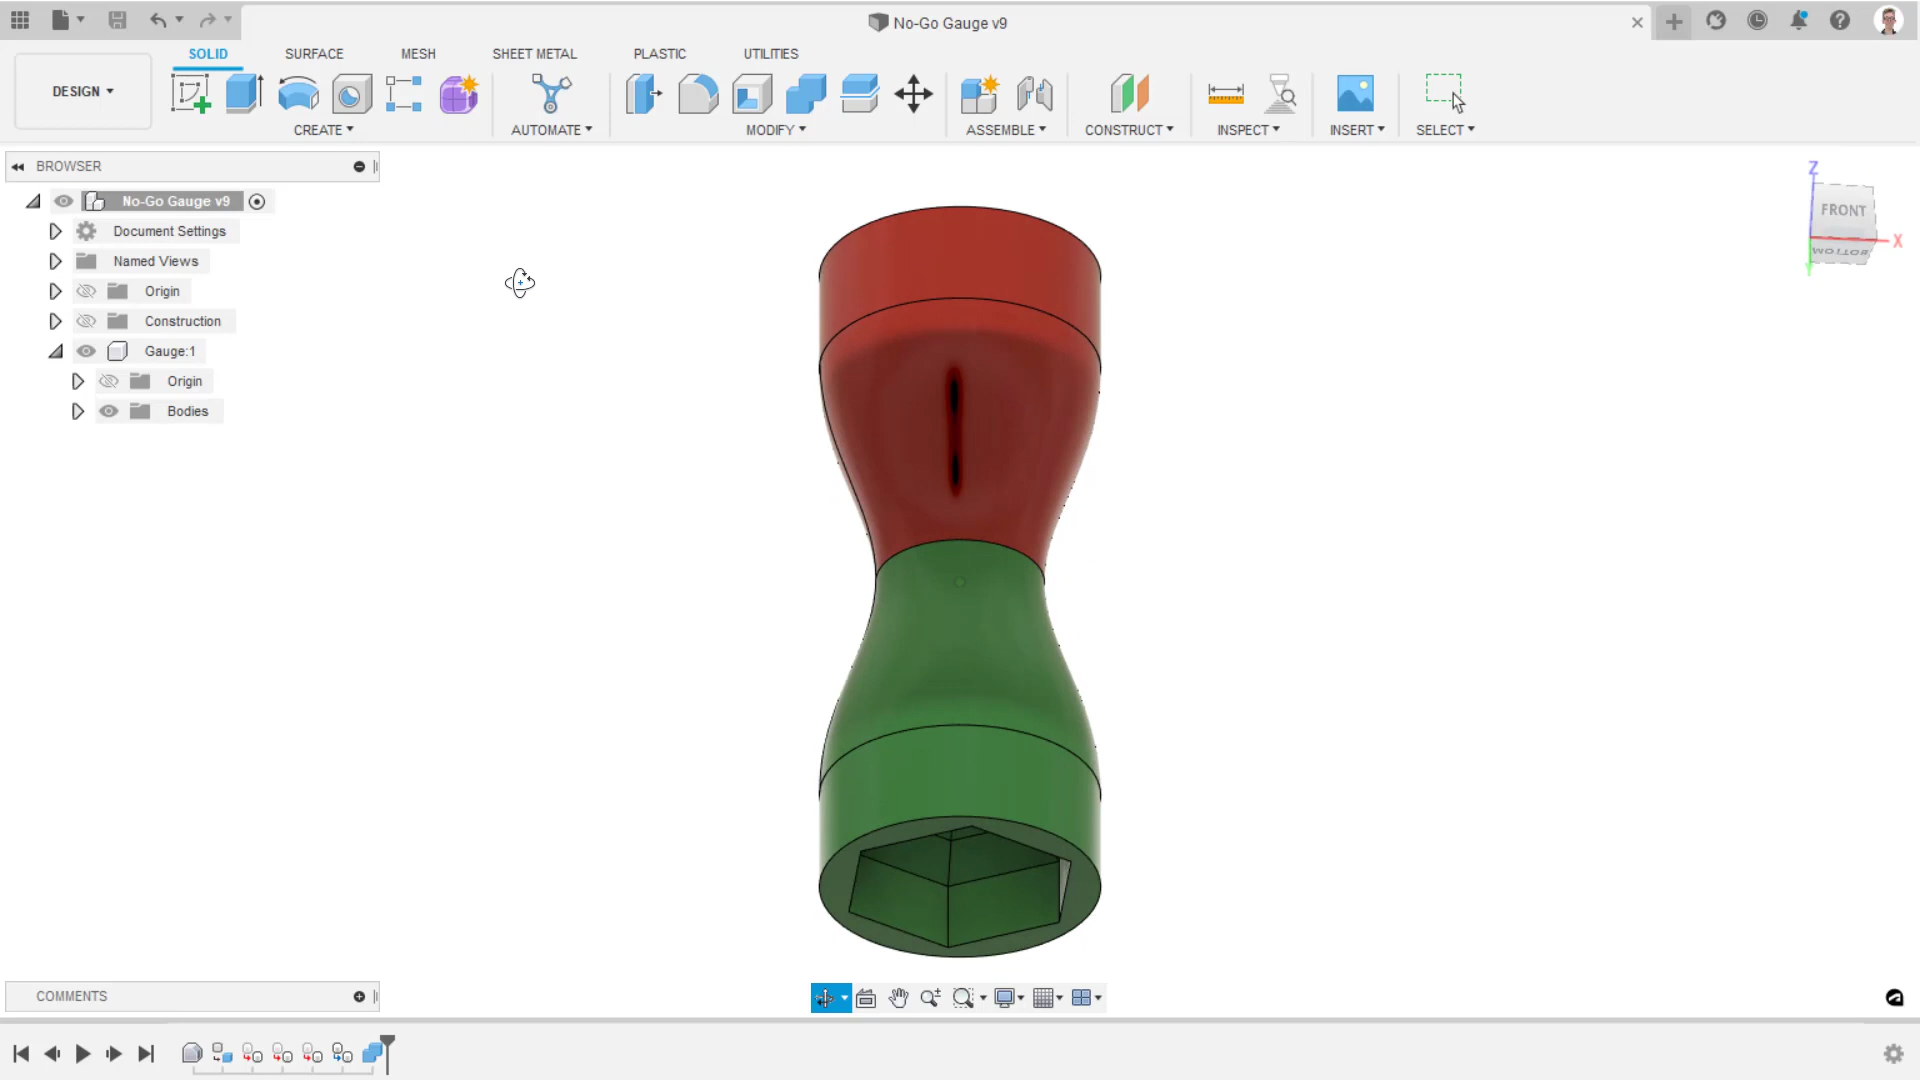 No-Go Gauge v9
SOLID SURFACE MESH SHEET METAL PLASTIC UTILITIES
DESIGN
CREATE AUTOMATE MODIFY ASSEMBLE CONSTRUCT INSPECT INSERT SELECT
BROWSER
No-Go Gauge v9
Document Settings
Named Views
Origin
Construction
Gauge:1
Origin
Bodies
Z
FRONT
X
BOTTOM
COMMENTS